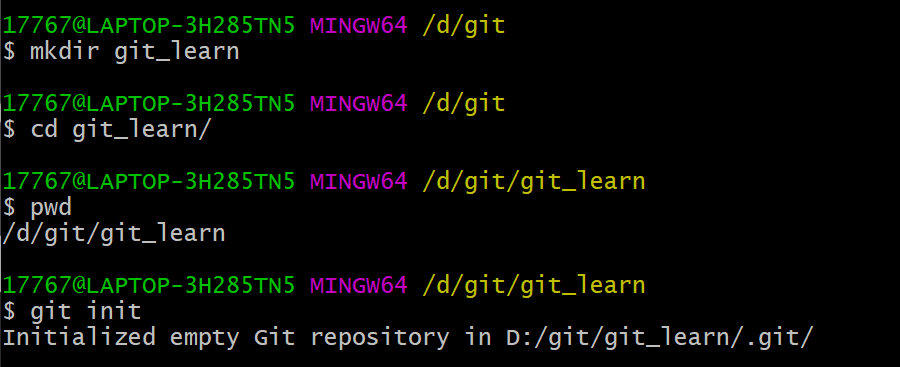 17767@LAPTOP-3H285TN5 MINGW64 /d/git
$ mkdir git_learn
17767@LAPTOP-3H285TN5 MINGW64 /d/git
$ cd git_learn/
17767@LAPTOP-3H285TN5 MINGW64 /d/git/git_learn
$ pwd
/d/git/git_learn
17767@LAPTOP-3H285TN5 MINGW64 /d/git/git_learn
$ git init
Initialized empty Git repository in D:/git/git_learn/.git/